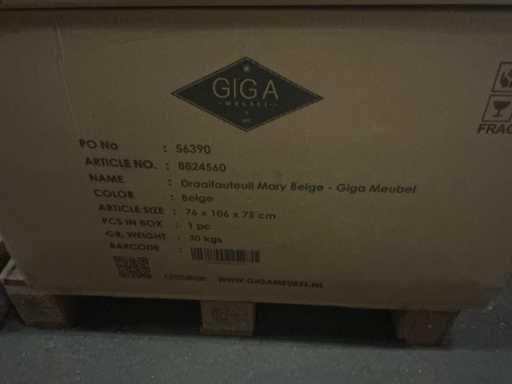 GIGA
MEUBEL
PO No : 56390
ARTICLE NO. : 8824560
NAME : Draaifauteuil Mary Beige - Giga Meubel
COLOR : Beige
ARTICLE SIZE : 76 x 106 x 75 cm
PCS IN BOX : 1 pc
GR. WEIGHT : 30 kgs
BARCODE :
WWW.GIGAMEUBEL.NL
FRAG